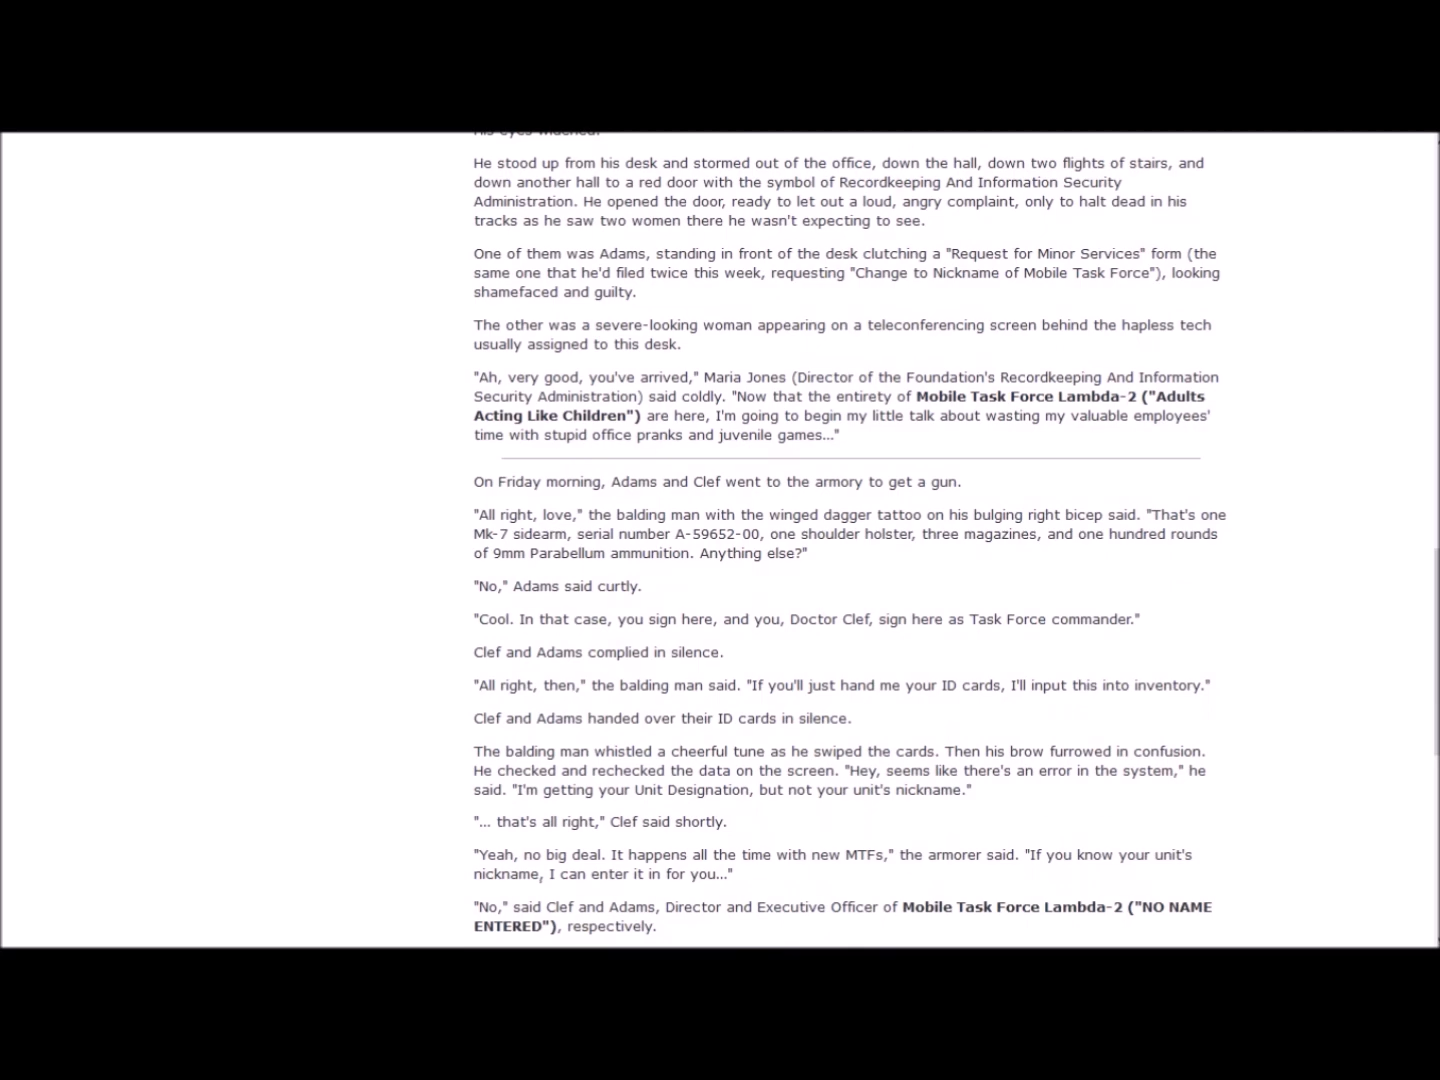 He stood up from his desk and stormed out of the office, down the hall, down two flights of stairs, and
down another hall to a red door with the symbol of Recordkeeping And Information Security
Administration. He opened the door, ready to let out a loud, angry complaint, only to halt dead in his
tracks as he saw two women there he wasn't expecting to see.
One of them was Adams, standing in front of the desk clutching a "Request for Minor Services" form (the
same one that he'd filed twice this week, requesting "Change to Nickname of Mobile Task Force"), looking
shamefaced and guilty.
The other was a severe-looking woman appearing on a teleconferencing screen behind the hapless tech
usually assigned to this desk.
"Ah, very good, you've arrived," Maria Jones (Director of the Foundation's Recordkeeping And Information
Security Administration) said coldly. "Now that the entirety of Mobile Task Force Lambda-2 ("Adults
Acting Like Children") are here, I'm going to begin my little talk about wasting my valuable employees'
time with stupid office pranks and juvenile games..."
On Friday morning, Adams and Clef went to the armory to get a gun.
"All right, love," the balding man with the winged dagger tattoo on his bulging right bicep said. "That's one
Mk-7 sidearm, serial number A-59652-00, one shoulder holster, three magazines, and one hundred rounds
of 9mm Parabellum ammunition. Anything else?"
"No," Adams said curtly.
"Cool. In that case, you sign here, and you, Doctor Clef, sign here as Task Force commander."
Clef and Adams complied in silence.
"All right, then," the balding man said. "If you'll just hand me your ID cards, I'll input this into inventory."
Clef and Adams handed over their ID cards in silence.
The balding man whistled a cheerful tune as he swiped the cards. Then his brow furrowed in confusion.
He checked and rechecked the data on the screen. "Hey, seems like there's an error in the system," he
said. "I'm getting your Unit Designation, but not your unit's nickname."
"... that's all right," Clef said shortly.
"Yeah, no big deal. It happens all the time with new MTFs," the armorer said. "If you know your unit's
nickname, I can enter it in for you..."
"No," said Clef and Adams, Director and Executive Officer of Mobile Task Force Lambda-2 ("NO NAME
ENTERED"), respectively.